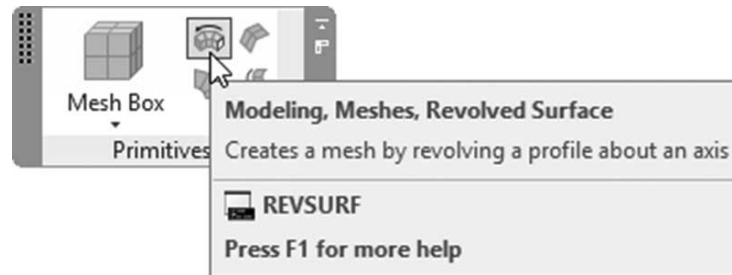 Mesh Box
Primitives
Modeling, Meshes, Revolved Surface
Creates a mesh by revolving a profile about an axis
REVSURF
Press F1 for more help